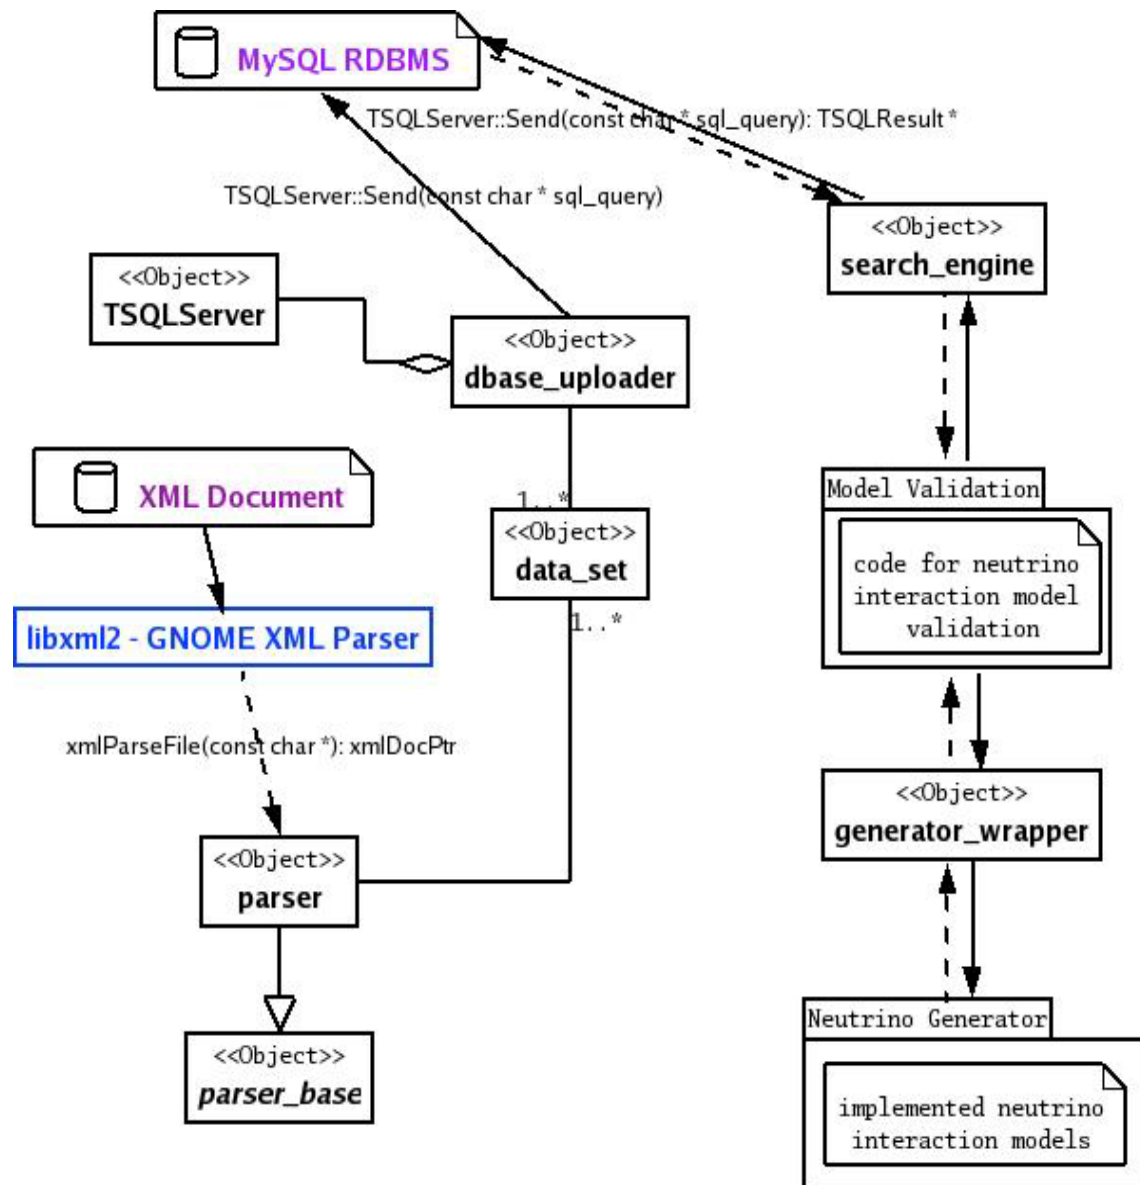 MySQL RDBMS
TSQLServer::Send(const char * sql_query): TSQLResult *
TSQLServer::Send(const char * sql_query)
<<Object>>
search_engine
<<Object>>
TSQLServer
<<Object>>
dbase_uploader
XML Document
1..*
<<Object>>
data_set
1..*
Model Validation
code for neutrino
interaction model
validation
libxml2 - GNOME XML Parser
xmlParseFile(const char *): xmlDocPtr
<<Object>>
generator_wrapper
<<Object>>
parser
Neutrino Generator
implemented neutrino
interaction models
<<Object>>
parser_base